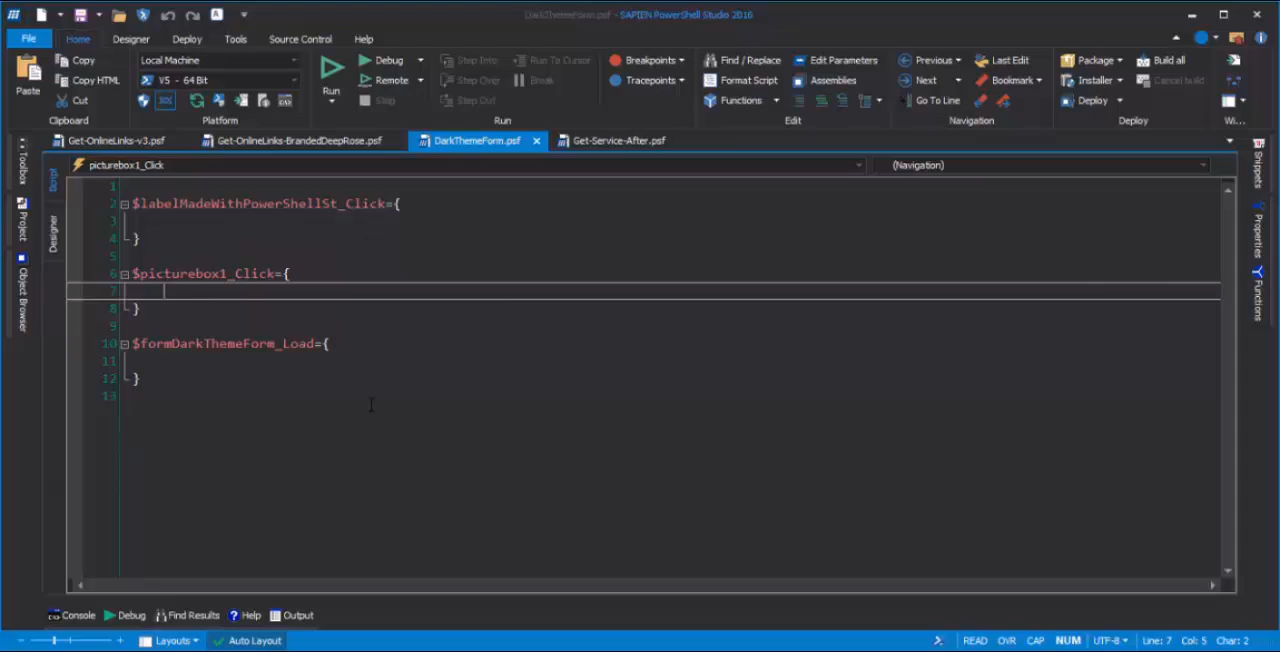 DarkThemeForm.psf - SAPIEN PowerShell Studio 2016
File Home Designer Deploy Tools Source Control Help
Paste Copy Copy HTML Cut Clipboard
Local Machine
V5 - 64 Bit
Platform
Run Debug Remote Stop Step Into Step Over Step Out Run To Cursor Break Run
Breakpoints Tracepoints
Find / Replace Format Script Functions Edit Parameters Assemblies Edit
Previous Next Go To Line Last Edit Bookmark Navigation
Package Installer Deploy Build all Cancel build Deploy
Wi...
Get-OnlineLinks-v3.psf Get-OnlineLinks-BrandedDeepRose.psf DarkThemeForm.psf Get-Service-After.psf
Toolbox
Project
Object Browser
Script
Designer
picturebox1_Click (Navigation)
1
2 $labelMadeWithPowerShellSt_Click={
3
4 }
5
6 $picturebox1_Click={
7
8 }
9
10 $formDarkThemeForm_Load={
11
12 }
13
Snippets
Properties
Functions
Console Debug Find Results Help Output
Layouts Auto Layout READ OVR CAP NUM UTF-8 Line: 7 Col: 5 Char: 2